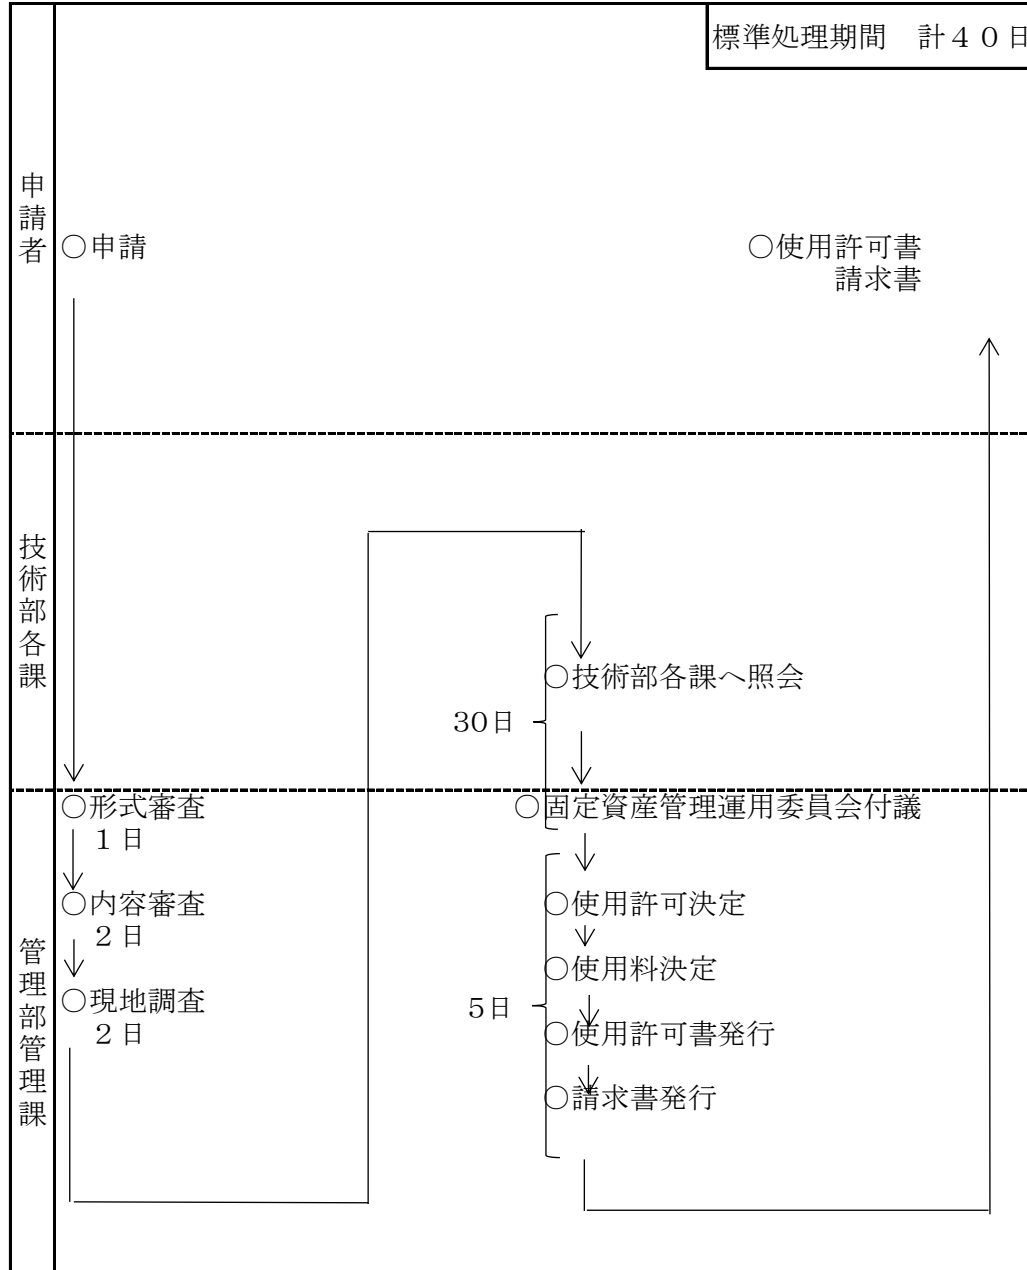 標準処理期間　計４０日
申請者
○申請
○使用許可書
請求書
技術部各課
○技術部各課へ照会
30日
管理部管理課
○形式審査
１日
○内容審査
２日
○現地調査
２日
○固定資産管理運用委員会付議
○使用許可決定
○使用料決定
5日
○使用許可書発行
○請求書発行